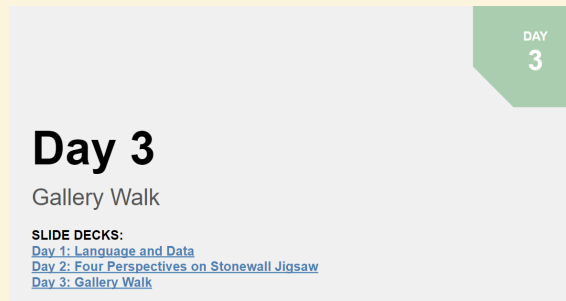 DAY
3
Day 3
Gallery Walk
SLIDE DECKS:
Day 1: Language and Data
Day 2: Four Perspectives on Stonewall Jigsaw
Day 3: Gallery Walk